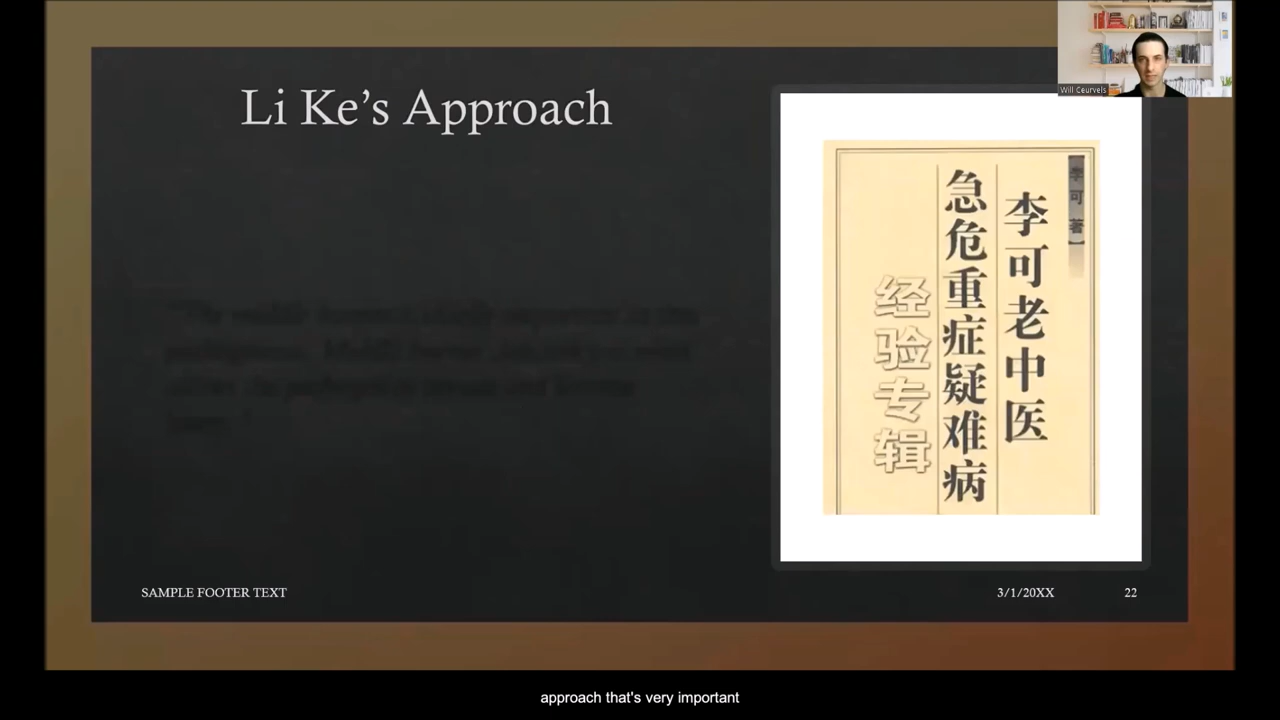 Li Ke’s Approach
Will Ceurvels
李可著
李可老中医
急危重症疑难病
经验专辑
SAMPLE FOOTER TEXT
3/1/20XX
22
approach that's very important